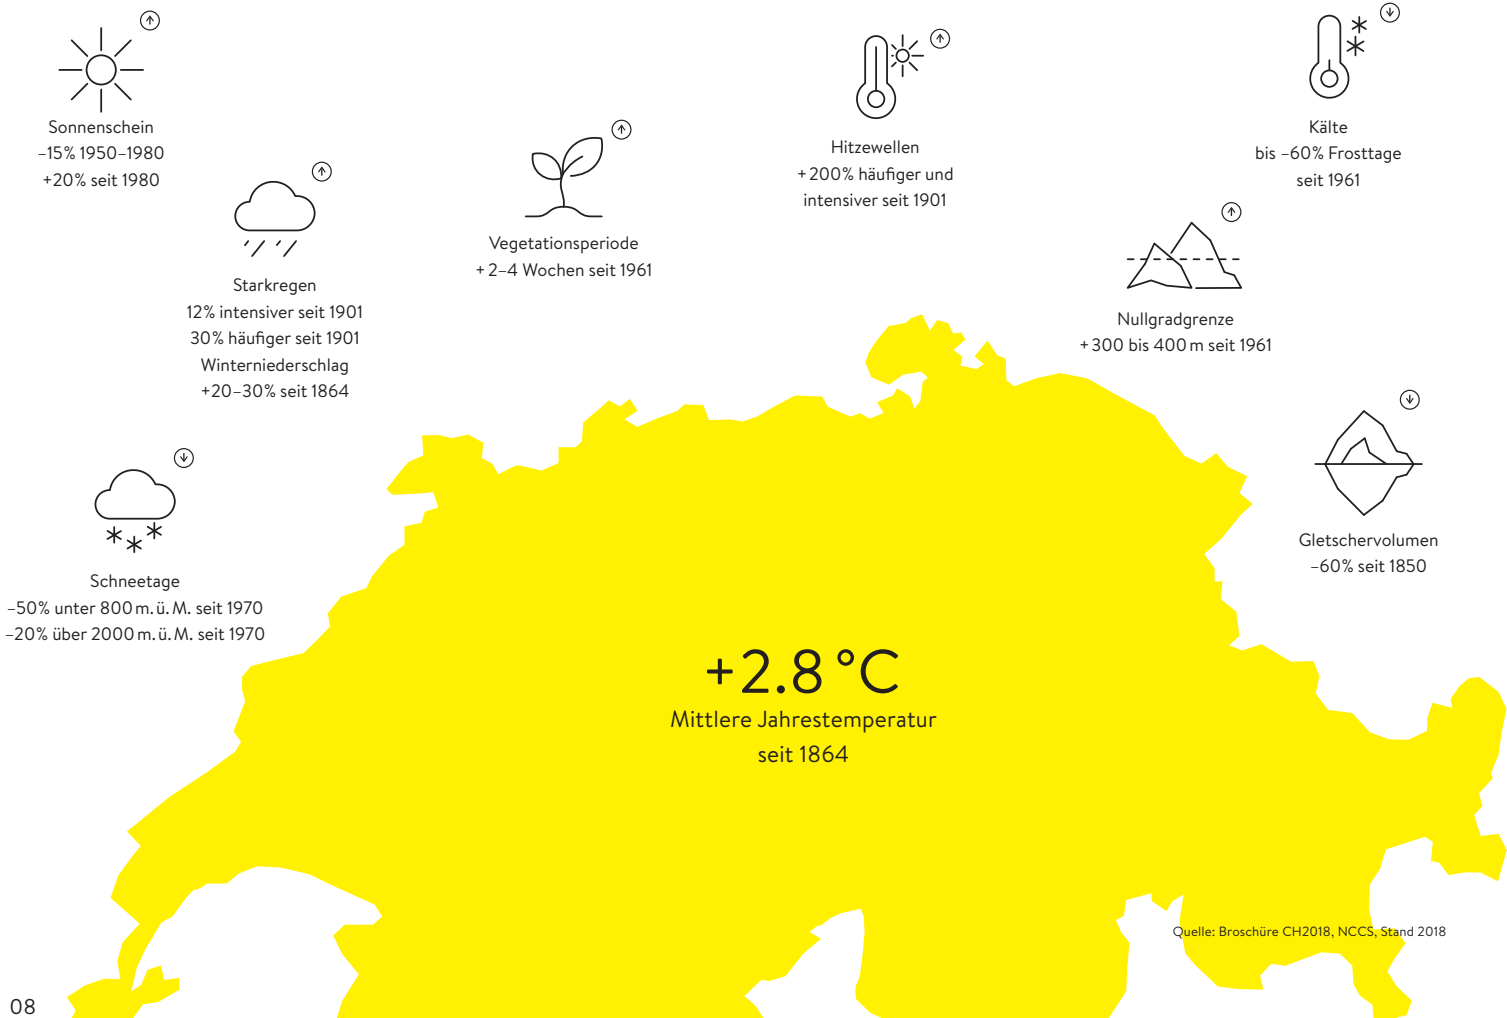 Sonnenschein
–15% 1950–1980
+20% seit 1980
Starkregen
12% intensiver seit 1901
30% häufiger seit 1901
Winterniederschlag
+20–30% seit 1864
Vegetationsperiode
+2–4 Wochen seit 1961
Hitzewellen
+200% häufiger und
intensiver seit 1901
Kälte
bis –60% Frosttage
seit 1961
Nullgradgrenze
+300 bis 400 m seit 1961
Gletschervolumen
–60% seit 1850
Schneetage
–50% unter 800 m. ü. M. seit 1970
–20% über 2000 m. ü. M. seit 1970
+2.8 °C
Mittlere Jahrestemperatur
seit 1864
Quelle: Broschüre CH2018, NCCS, Stand 2018
08